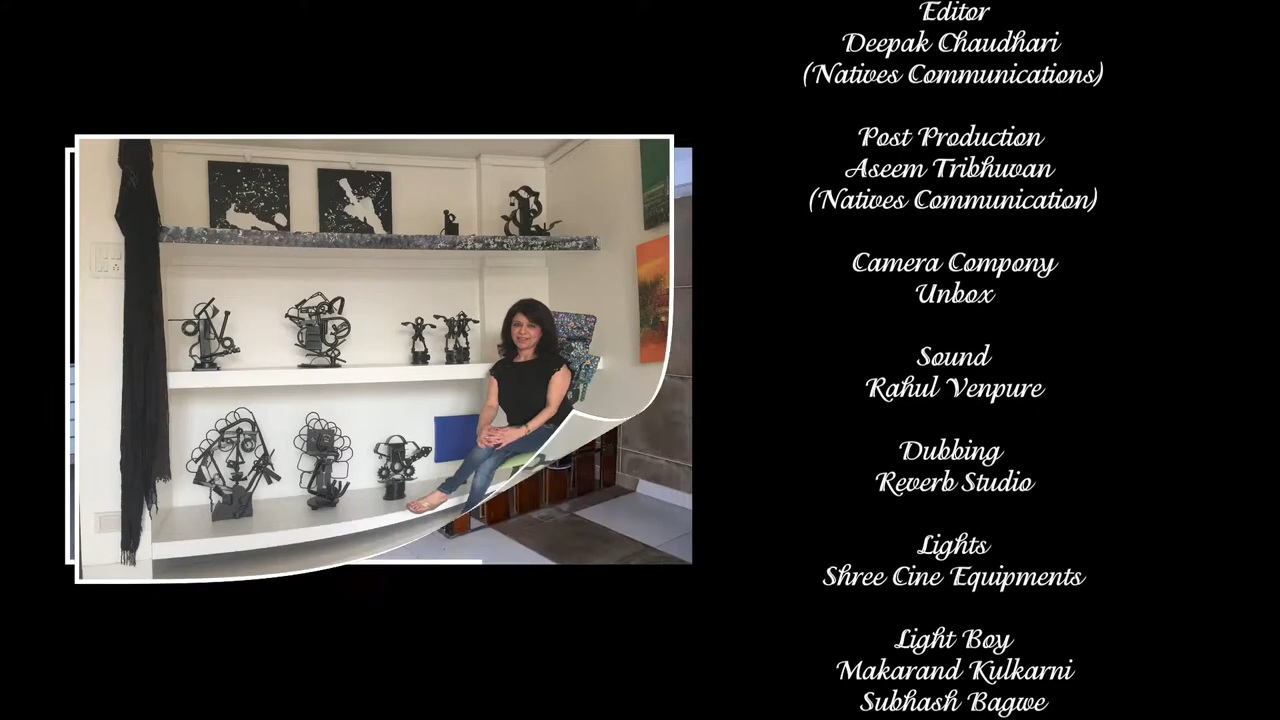 Editor
Deepak Chaudhari
(Natives Communications)
Post Production
Aseem Tribhuvan
(Natives Communication)
Camera Compony
Unbox
Sound
Rahul Venpure
Dubbing
Reverb Studio
Lights
Shree Cine Equipments
Light Boy
Makarand Kulkarni
Subhash Bagwe